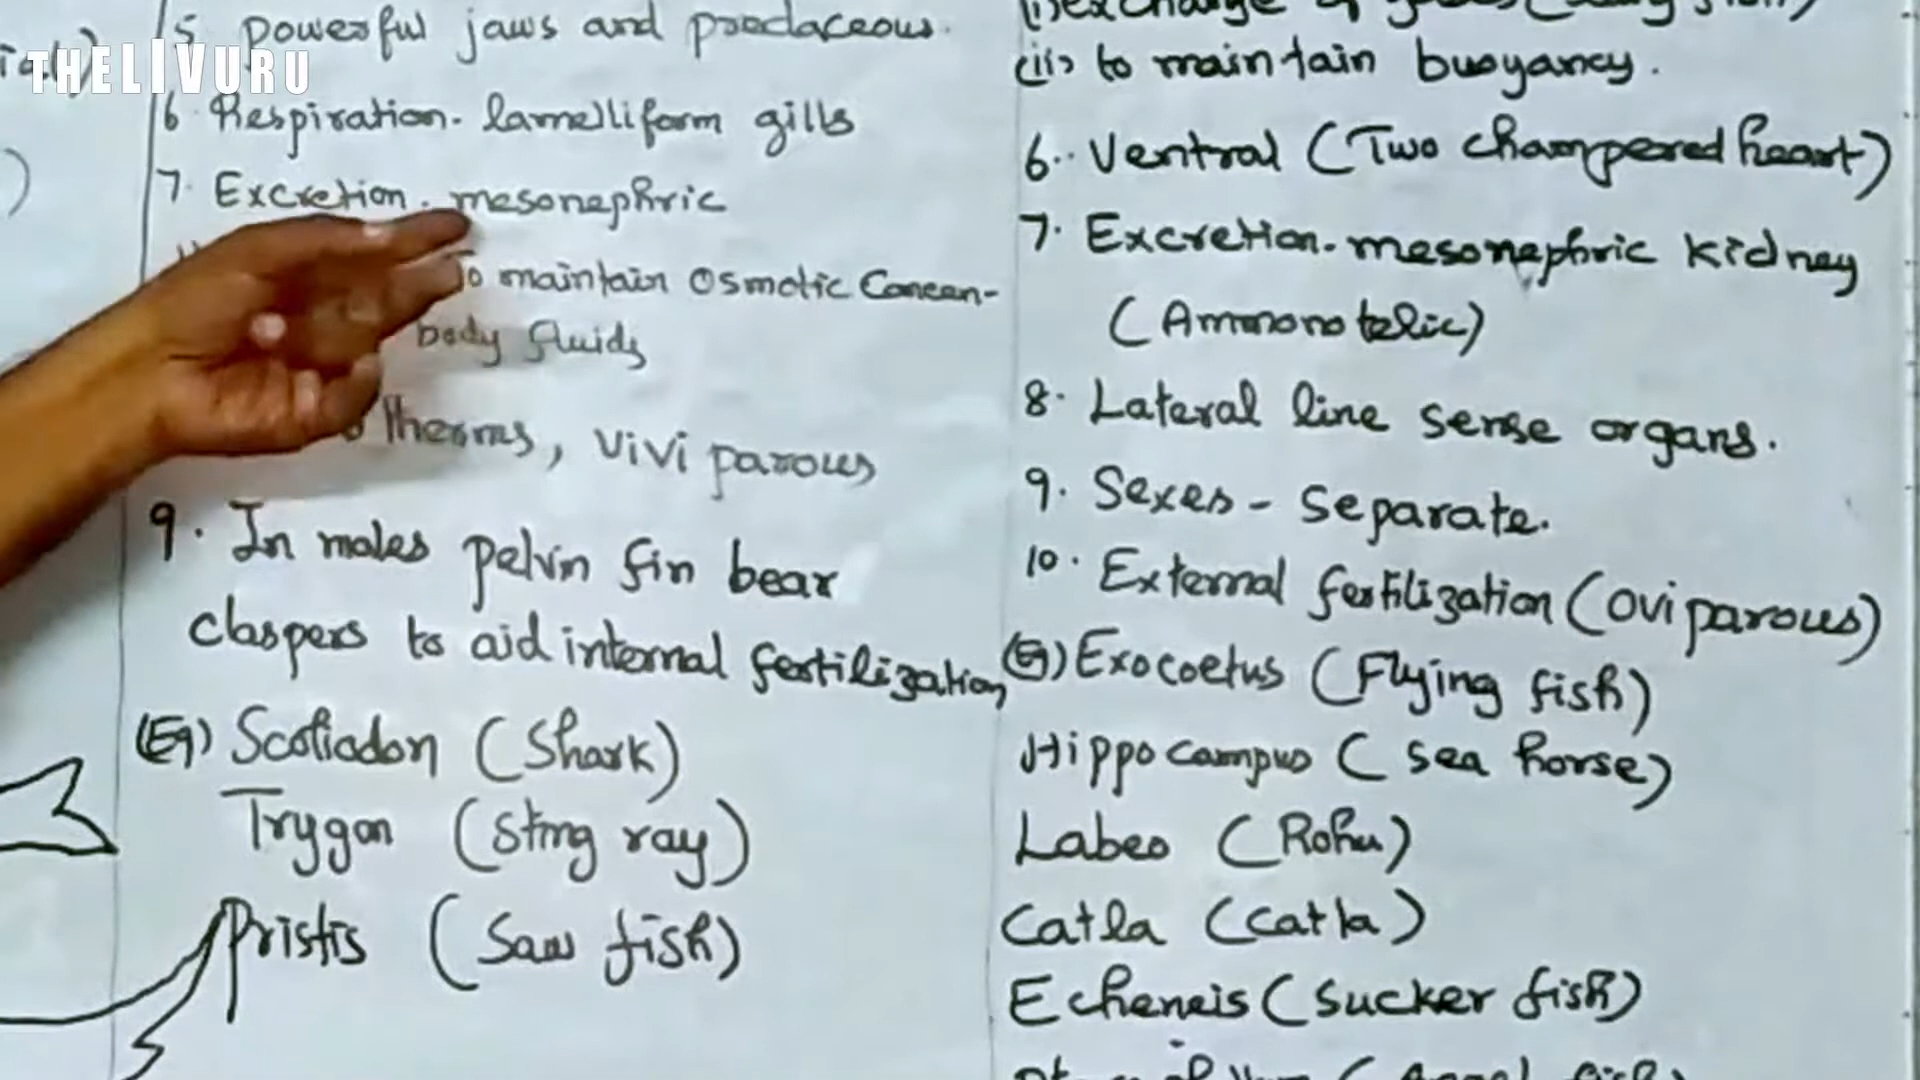 THELIVURU
5. powerful jaws and predaceous.
6. Respiration- lamelliform gills
7. Excretion. mesonephric
To maintain Osmotic Concen-
body fluids
therms, vivi parous
9. In males pelvin fin bear
claspers to aid internal fertilization
(Eg) Scoliodon (Shark)
Trygon (Sting ray)
Pristis (Saw fish)
(ii) to maintain buoyancy.
6.. Ventral (Two champered heart)
7. Excretion. mesonephric kidney
(Ammonotelic)
8. Lateral line sense organs.
9. Sexes - separate.
10. External fertilization (oviparous)
(Eg) Exocoetus (Flying fish)
Hippocampus (Sea horse)
Labeo (Rohu)
Catla (Catla)
Echeneis (Sucker fish)